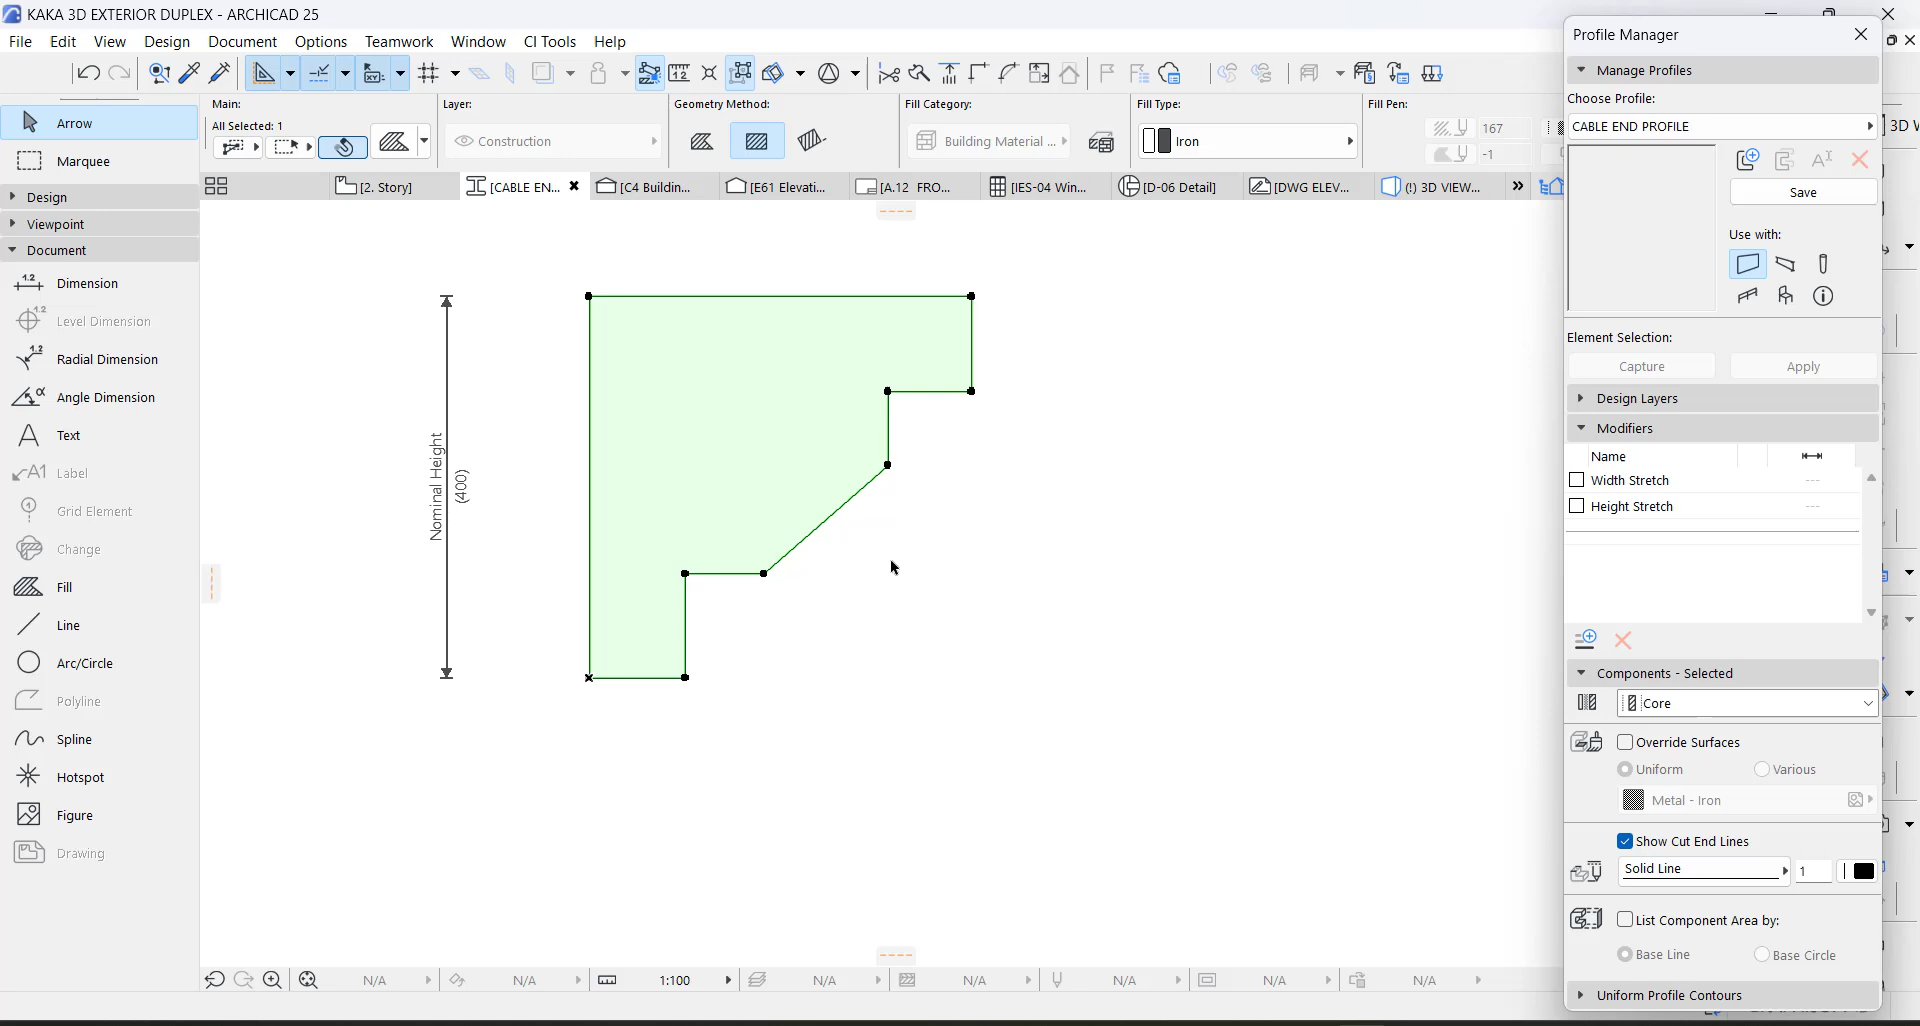 KAKA 3D EXTERIOR DUPLEX - ARCHICAD 25
File Edit View Design Document Options Teamwork Window CI Tools Help
Main:
All Selected: 1
Layer:
Construction
Geometry Method:
Fill Category:
Building Material ...
Fill Type:
Iron
Fill Pen:
167
-1
Arrow
Marquee
Design
Viewpoint
Document
Dimension
Level Dimension
Radial Dimension
Angle Dimension
Text
Label
Grid Element
Change
Fill
Line
Arc/Circle
Polyline
Spline
Hotspot
Figure
Drawing
[2. Story] [CABLE EN... [C4 Buildin... [E61 Elevati... [A.12 FRO... [IES-04 Win... [D-06 Detail] [DWG ELEV... (!) 3D VIEW...
Nominal Height
(400)
N/A N/A 1:100 N/A N/A N/A N/A N/A
Profile Manager
Manage Profiles
Choose Profile:
CABLE END PROFILE
Save
Use with:
Element Selection:
Capture Apply
Design Layers
Modifiers
Name
Width Stretch ---
Height Stretch ---
Components - Selected
Core
Override Surfaces
Uniform Various
Metal - Iron
Show Cut End Lines
Solid Line 1
List Component Area by:
Base Line Base Circle
Uniform Profile Contours